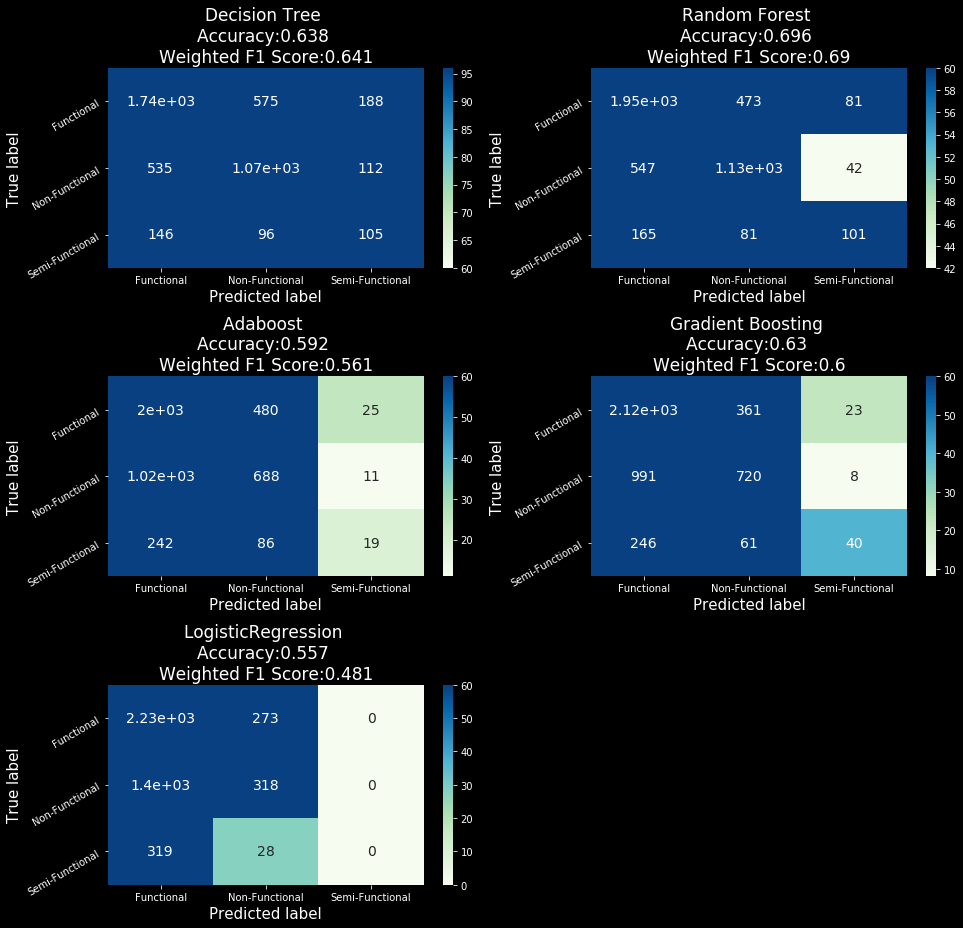 Decision Tree
Accuracy:0.638
Weighted F1 Score:0.641
True label
Functional
Non-Functional
Semi-Functional
1.74e+03 575 188
535 1.07e+03 112
146 96 105
Functional Non-Functional Semi-Functional
Predicted label
95
90
85
80
75
70
65
60
Random Forest
Accuracy:0.696
Weighted F1 Score:0.69
True label
Functional
Non-Functional
Semi-Functional
1.95e+03 473 81
547 1.13e+03 42
165 81 101
Functional Non-Functional Semi-Functional
Predicted label
60
58
56
54
52
50
48
46
44
42
Adaboost
Accuracy:0.592
Weighted F1 Score:0.561
True label
Functional
Non-Functional
Semi-Functional
2e+03 480 25
1.02e+03 688 11
242 86 19
Functional Non-Functional Semi-Functional
Predicted label
60
50
40
30
20
Gradient Boosting
Accuracy:0.63
Weighted F1 Score:0.6
True label
Functional
Non-Functional
Semi-Functional
2.12e+03 361 23
991 720 8
246 61 40
Functional Non-Functional Semi-Functional
Predicted label
60
50
40
30
20
10
LogisticRegression
Accuracy:0.557
Weighted F1 Score:0.481
True label
Functional
Non-Functional
Semi-Functional
2.23e+03 273 0
1.4e+03 318 0
319 28 0
Functional Non-Functional Semi-Functional
Predicted label
60
50
40
30
20
10
0